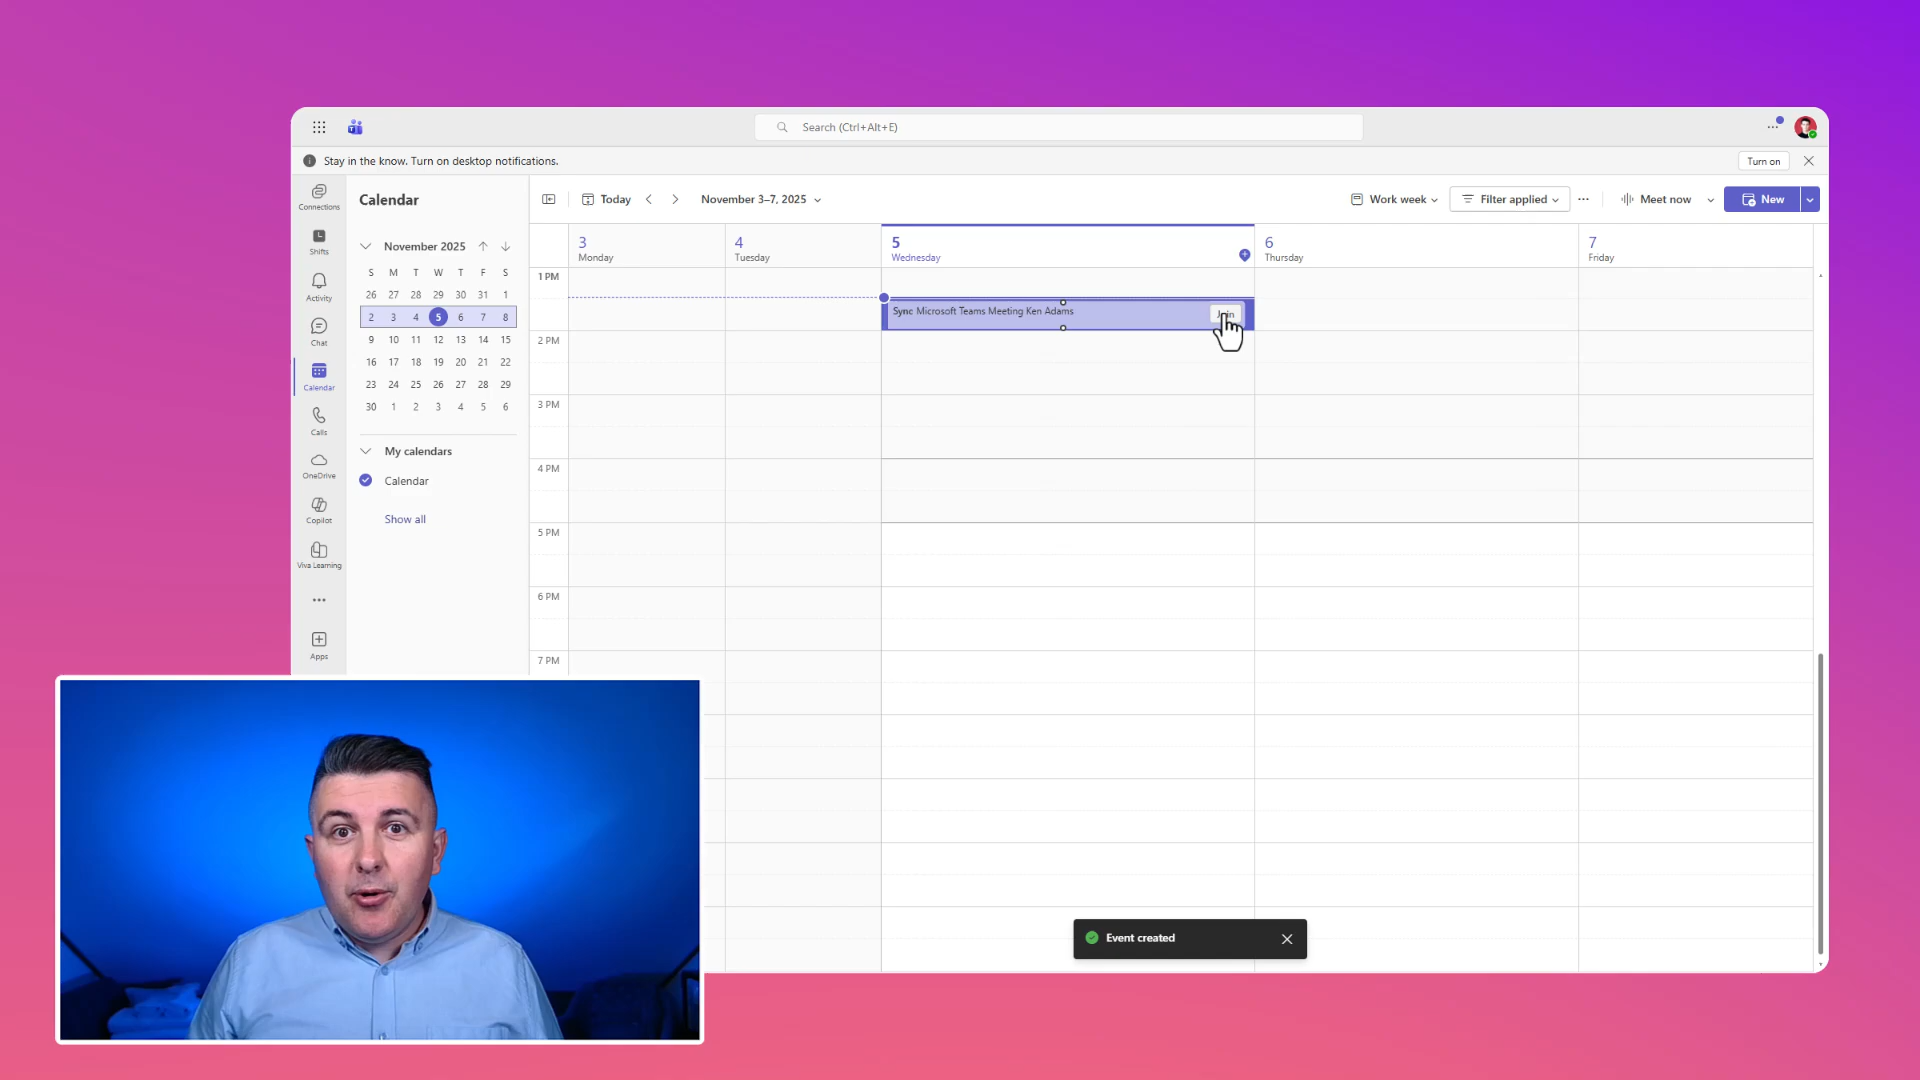 Search (Ctrl+Alt+E)
Stay in the know. Turn on desktop notifications.
Turn on
Connections
Shifts
Activity
Chat
Calendar
Calls
OneDrive
Copilot
Viva Learning
Apps
Calendar
November 2025
S M T W T F S
26 27 28 29 30 31 1
2 3 4 5 6 7 8
9 10 11 12 13 14 15
16 17 18 19 20 21 22
23 24 25 26 27 28 29
30 1 2 3 4 5 6
My calendars
Calendar
Show all
Today
November 3–7, 2025
Work week
Filter applied
Meet now
New
3
Monday
4
Tuesday
5
Wednesday
6
Thursday
7
Friday
1 PM
Sync Microsoft Teams Meeting Ken Adams
2 PM
3 PM
4 PM
5 PM
6 PM
7 PM
Event created